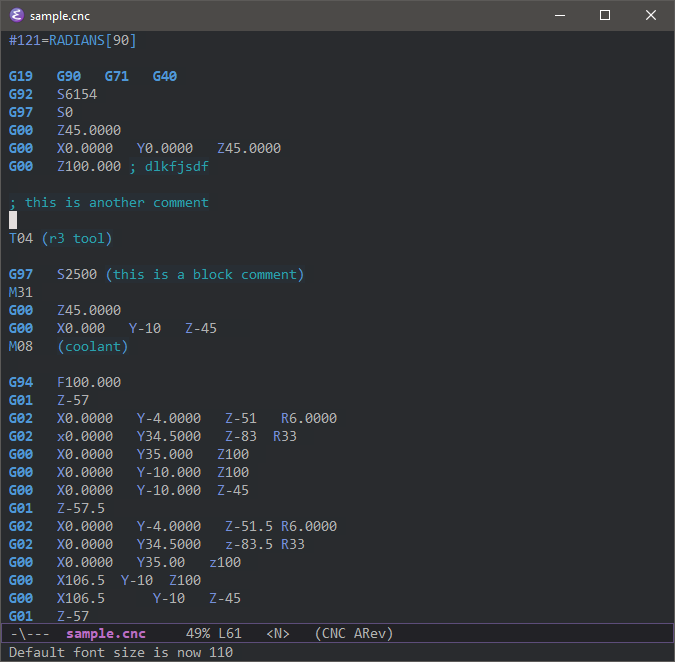 sample.cnc
#121=RADIANS[90]
G19 G90 G71 G40
G92 S6154
G97 S0
G00 Z45.0000
G00 X0.0000 Y0.0000 Z45.0000
G00 Z100.000 ; dlkfjsdf
; this is another comment
T04 (r3 tool)
G97 S2500 (this is a block comment)
M31
G00 Z45.0000
G00 X0.000 Y-10 Z-45
M08 (coolant)
G94 F100.000
G01 Z-57
G02 X0.0000 Y-4.0000 Z-51 R6.0000
G02 x0.0000 Y34.5000 Z-83 R33
G00 X0.0000 Y35.000 Z100
G00 X0.0000 Y-10.000 Z100
G00 X0.0000 Y-10.000 Z-45
G01 Z-57.5
G02 X0.0000 Y-4.0000 Z-51.5 R6.0000
G02 X0.0000 Y34.5000 z-83.5 R33
G00 X0.0000 Y35.00 z100
G00 X106.5 Y-10 Z100
G00 X106.5 Y-10 Z-45
G01 Z-57
-\--- sample.cnc 49% L61 <N> (CNC ARev)
Default font size is now 110